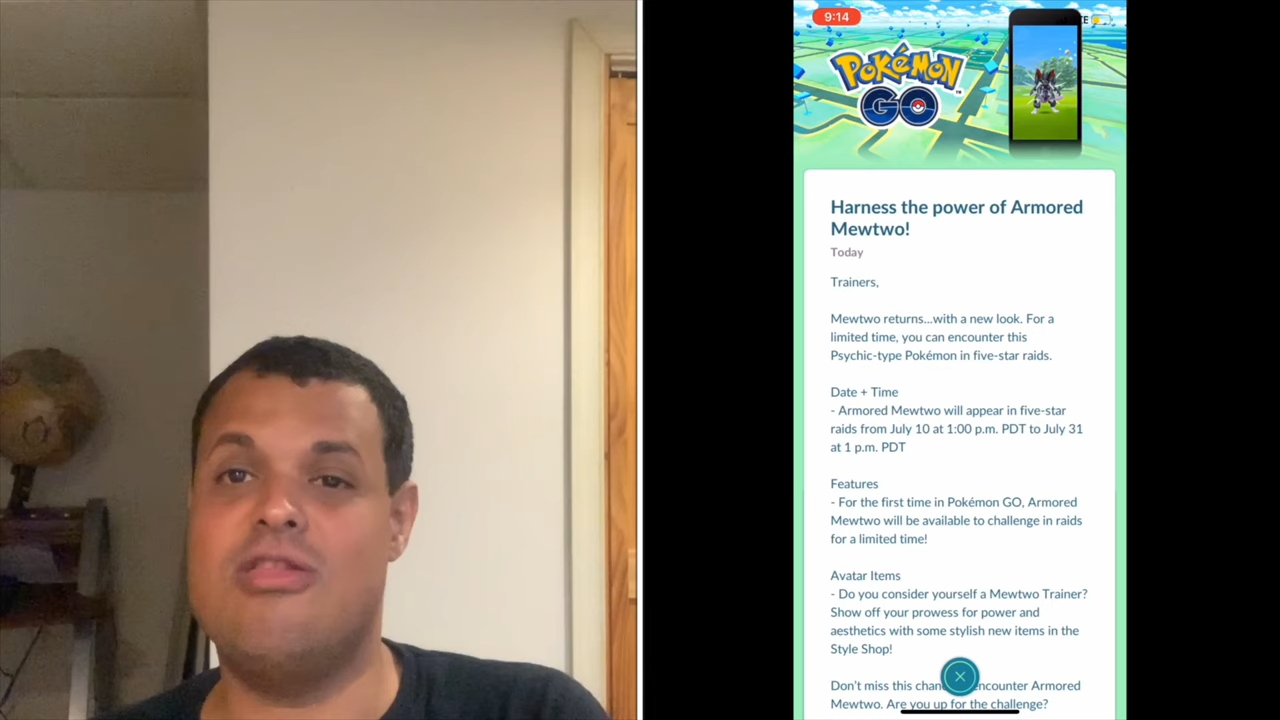 9:14
POKÉMON
GO
TM
Harness the power of Armored
Mewtwo!
Today
Trainers,
Mewtwo returns...with a new look. For a
limited time, you can encounter this
Psychic-type Pokémon in five-star raids.
Date + Time
- Armored Mewtwo will appear in five-star
raids from July 10 at 1:00 p.m. PDT to July 31
at 1 p.m. PDT
Features
- For the first time in Pokémon GO, Armored
Mewtwo will be available to challenge in raids
for a limited time!
Avatar Items
- Do you consider yourself a Mewtwo Trainer?
Show off your prowess for power and
aesthetics with some stylish new items in the
Style Shop!
Don't miss this encounter Armored
Mewtwo. Are you up for the challenge?